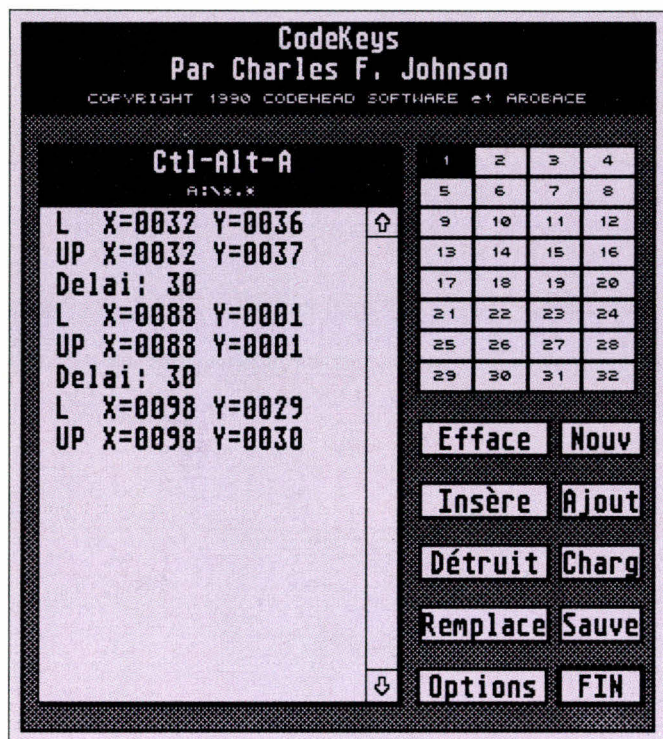 CodeKeys
Par Charles F. Johnson
COPYRIGHT 1990 CODEHEAD SOFTWARE et AROBACE
Ctl-Alt-A
A:\*.*
L X=0032 Y=0036
UP X=0032 Y=0037
Delai: 30
L X=0088 Y=0001
UP X=0088 Y=0001
Delai: 30
L X=0098 Y=0029
UP X=0098 Y=0030
1 2 3 4
5 6 7 8
9 10 11 12
13 14 15 16
17 18 19 20
21 22 23 24
25 26 27 28
29 30 31 32
Efface Nouv
Insère Ajout
Détruit Charg
Remplace Sauve
Options FIN